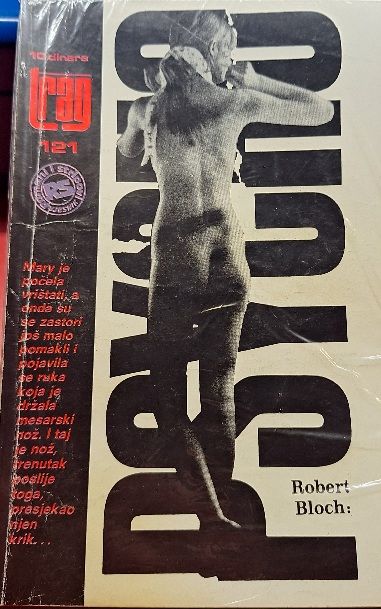 10 dinara
trag
121
RS
Mary je
počela
vrištati, a
onda su
se zastori
još malo
pomakli i
pojavila
se ruka
koja je
držala
mesarski
nož. I taj
je nož,
trenutak
poslije
toga,
presjekao
njen
krik...
PSYCHO
Robert
Bloch: